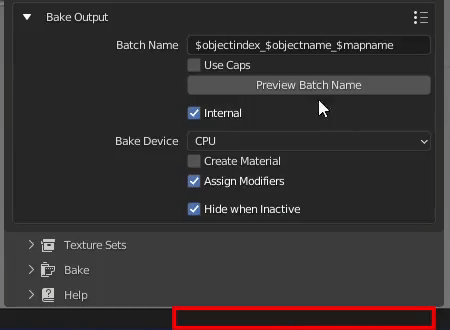 Bake Output
Batch Name
$objectindex_$objectname_$mapname
Use Caps
Preview Batch Name
Internal
Bake Device
CPU
Create Material
Assign Modifiers
Hide when Inactive
Texture Sets
Bake
Help